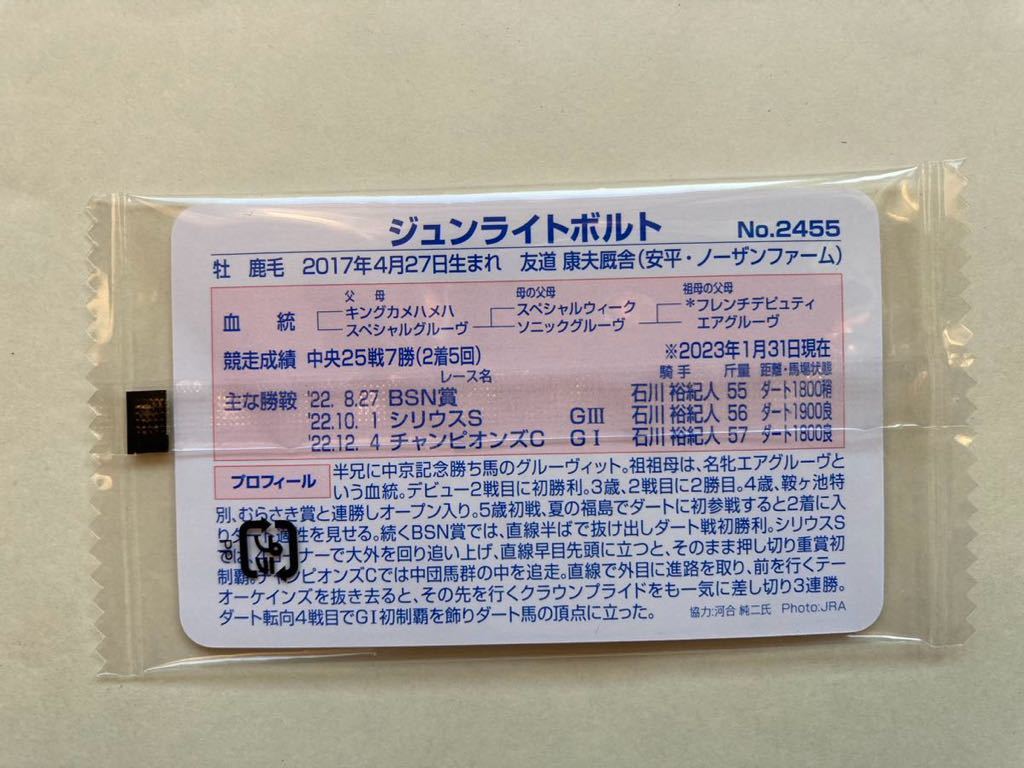 ジュンライトボルト No.2455
牡 鹿毛 2017年4月27日生まれ 友道 康夫厩舎(安平・ノーザンファーム)
父 母 母の父母 祖母の父母
血統 キングカメハメハ スペシャルウィーク *フレンチデピュティ
スペシャルグルーヴ ソニックグルーヴ エアグルーヴ
競走成績 中央25戦7勝(2着5回) ※2023年1月31日現在
レース名 騎手 斤量 距離・馬場状態
主な勝鞍 '22. 8.27 BSN賞 石川 裕紀人 55 ダート1800稍
'22.10. 1 シリウスS GⅢ 石川 裕紀人 56 ダート1900良
'22.12. 4 チャンピオンズC GⅠ 石川 裕紀人 57 ダート1800良
プロフィール 半兄に中京記念勝ち馬のグルーヴィット。祖祖母は、名牝エアグルーヴと
いう血統。デビュー2戦目に初勝利。3歳、2戦目に2勝目。4歳、鞍ヶ池特
別、むらさき賞と連勝しオープン入り。5歳初戦、夏の福島でダートに初参戦すると2着に入
り 適性を見せる。続くBSN賞では、直線半ばで抜け出しダート戦初勝利。シリウスS
ーナーで大外を回り追い上げ、直線早目先頭に立つと、そのまま押し切り重賞初
制覇。チャンピオンズCでは中団馬群の中を追走。直線で外目に進路を取り、前を行くテー
オーケインズを抜き去ると、その先を行くクラウンプライドをも一気に差し切り3連勝。
ダート転向4戦目でGⅠ初制覇を飾りダート馬の頂点に立った。 協力:河合 純二氏 Photo:JRA
プラ